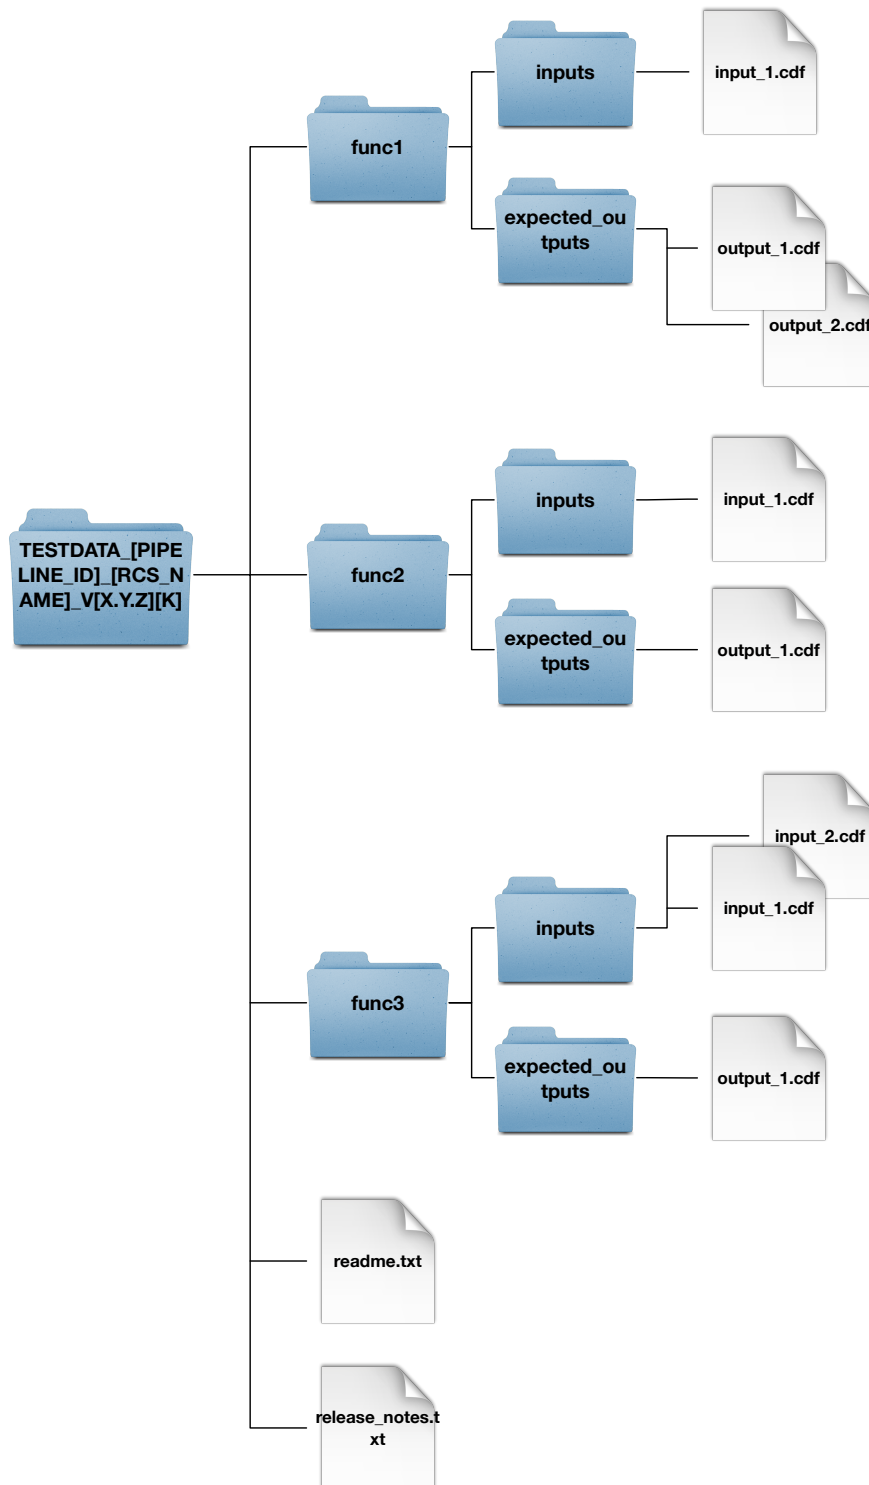 inputs
input_1.cdf
func1
expected_ou
tputs
output_1.cdf
output_2.cdf
inputs
input_1.cdf
TESTDATA_[PIPE
LINE_ID]_[RCS_N
AME]_V[X.Y.Z][K]
func2
expected_ou
tputs
output_1.cdf
input_2.cdf
inputs
input_1.cdf
func3
expected_ou
tputs
output_1.cdf
readme.txt
release_notes.t
xt